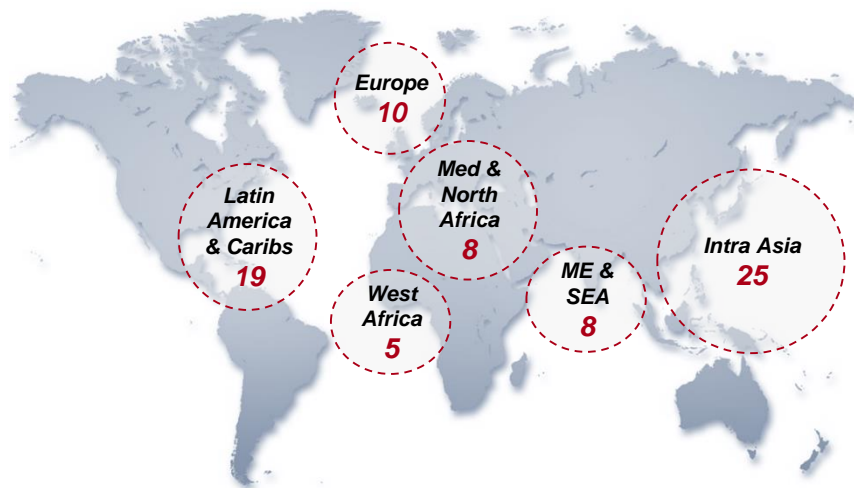 Europe
10
Latin
America
& Caribs
19
Med &
North
Africa
8
West
Africa
5
ME &
SEA
8
Intra Asia
25